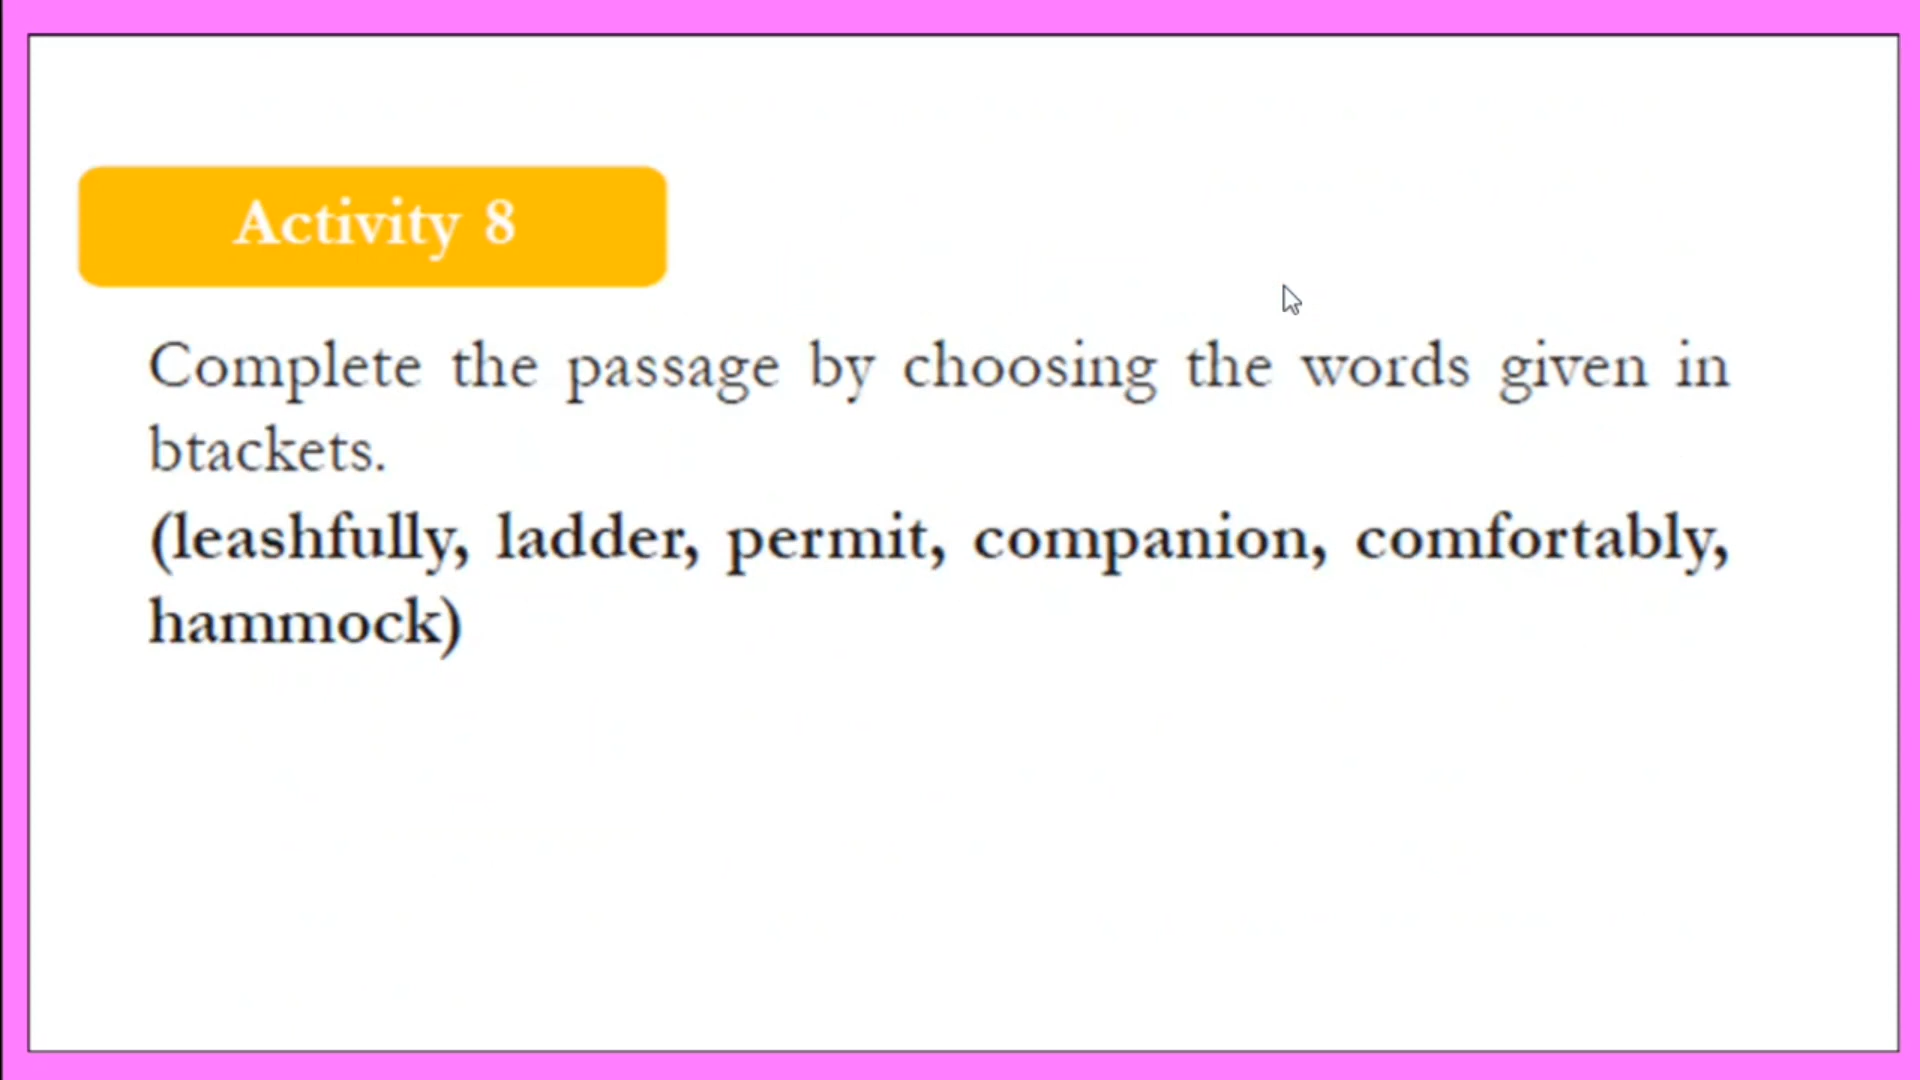 Activity 8
Complete the passage by choosing the words given in
btackets.
(leashfully, ladder, permit, companion, comfortably,
hammock)